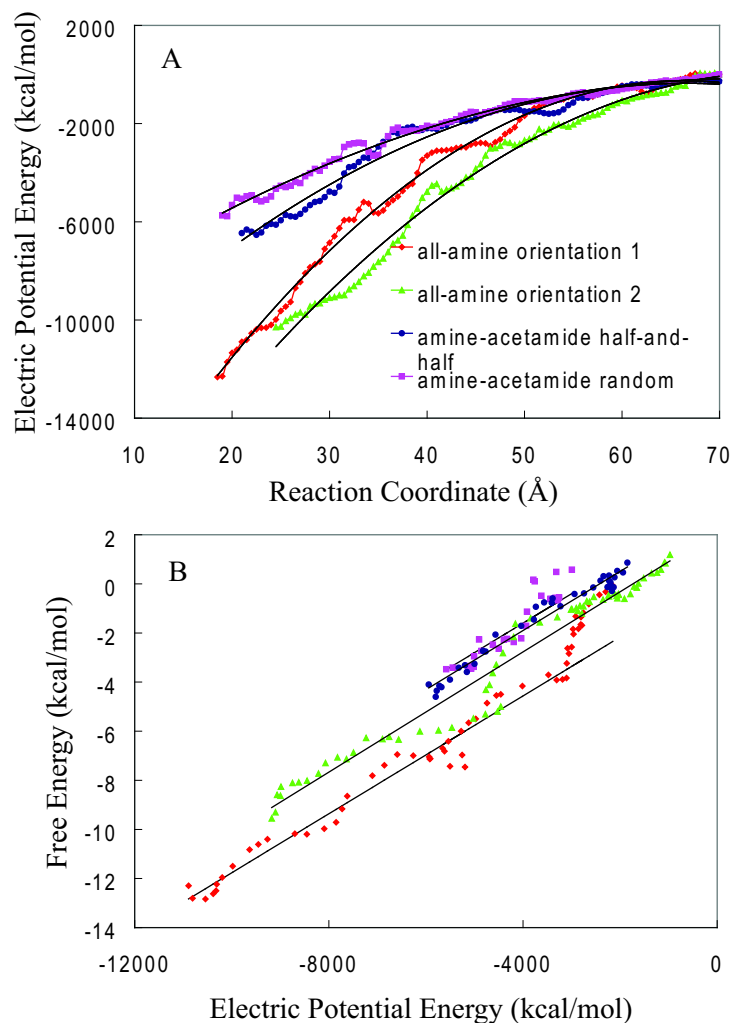 2000
A
-2000
-6000
-10000
-14000
Electric Potential Energy (kcal/mol)
all-amine orientation 1
all-amine orientation 2
amine-acetamide half-and-
half
amine-acetamide random
10
20
30
40
50
60
70
Reaction Coordinate (Å)
2
B
0
-2
-4
-6
-8
-10
-12
-14
Free Energy (kcal/mol)
-12000
-8000
-4000
0
Electric Potential Energy (kcal/mol)